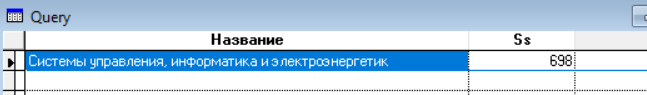 Query
Название Ss
Системы управления, информатика и электроэнергетик 698